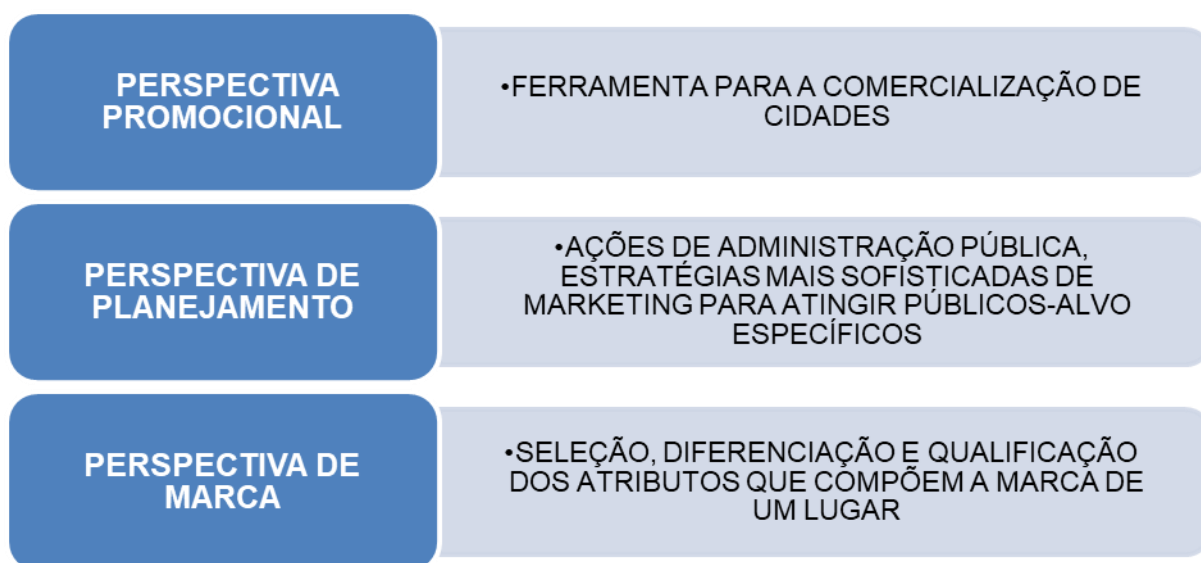 PERSPECTIVA
PROMOCIONAL
•FERRAMENTA PARA A COMERCIALIZAÇÃO DE
CIDADES
PERSPECTIVA DE
PLANEJAMENTO
•AÇÕES DE ADMINISTRAÇÃO PÚBLICA,
ESTRATÉGIAS MAIS SOFISTICADAS DE
MARKETING PARA ATINGIR PÚBLICOS-ALVO
ESPECÍFICOS
PERSPECTIVA DE
MARCA
•SELEÇÃO, DIFERENCIAÇÃO E QUALIFICAÇÃO
DOS ATRIBUTOS QUE COMPÕEM A MARCA DE
UM LUGAR